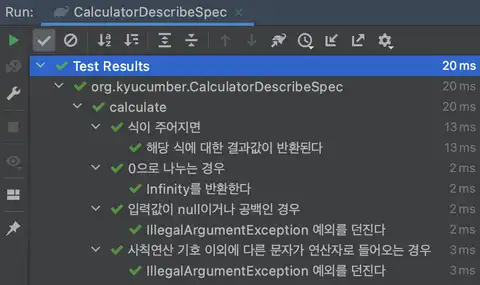 Run: CalculatorDescribeSpec
Test Results 20 ms
org.kyucumber.CalculatorDescribeSpec 20 ms
calculate 20 ms
식이 주어지면 13 ms
해당 식에 대한 결과값이 반환된다 13 ms
0으로 나누는 경우 2 ms
Infinity를 반환한다 2 ms
입력값이 null이거나 공백인 경우 2 ms
IllegalArgumentException 예외를 던진다 2 ms
사칙연산 기호 이외에 다른 문자가 연산자로 들어오는 경우 3 ms
IllegalArgumentException 예외를 던진다 3 ms